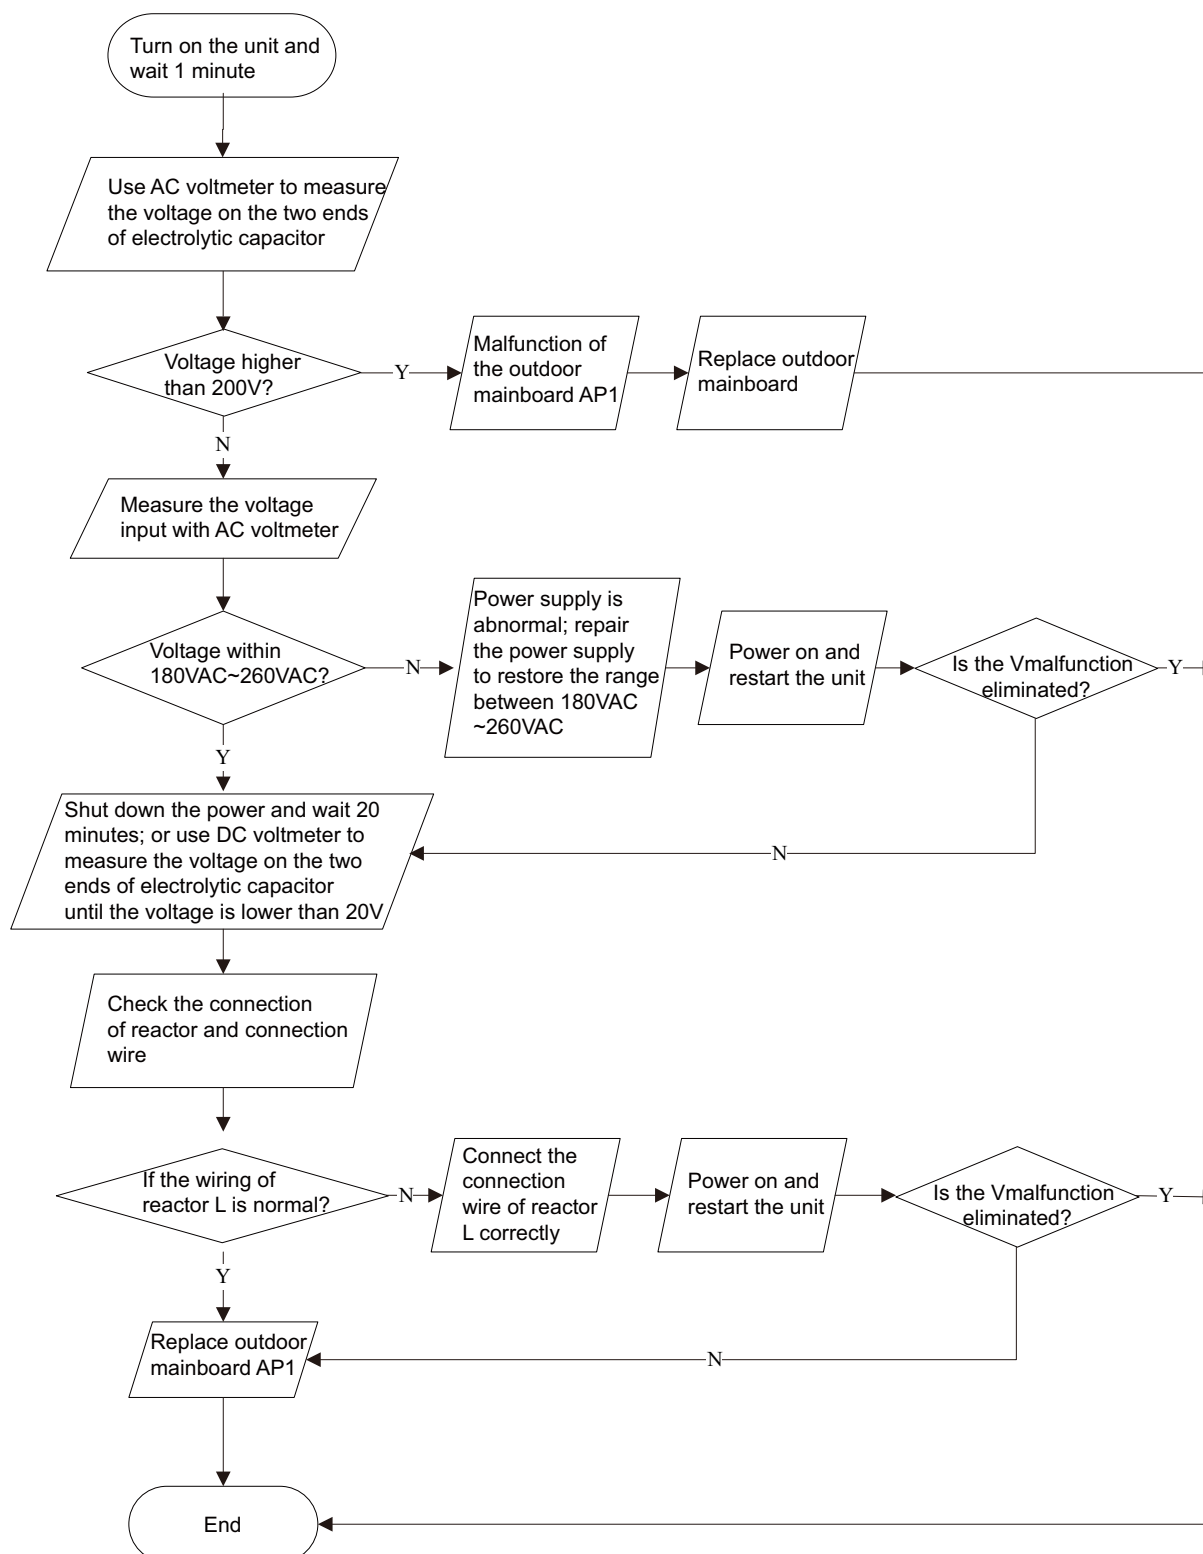 Turn on the unit and
wait 1 minute
Use AC voltmeter to measure
the voltage on the two ends
of electrolytic capacitor
Voltage higher
than 200V?
Y
Malfunction of
the outdoor
mainboard AP1
Replace outdoor
mainboard
N
Measure the voltage
input with AC voltmeter
Voltage within
180VAC~260VAC?
N
Power supply is
abnormal; repair
the power supply
to restore the range
between 180VAC
~260VAC
Power on and
restart the unit
Is the Vmalfunction
eliminated?
Y
Y
N
Shut down the power and wait 20
minutes; or use DC voltmeter to
measure the voltage on the two
ends of electrolytic capacitor
until the voltage is lower than 20V
Check the connection
of reactor and connection
wire
If the wiring of
reactor L is normal?
N
Connect the
connection
wire of reactor
L correctly
Power on and
restart the unit
Is the Vmalfunction
eliminated?
Y
Y
N
Replace outdoor
mainboard AP1
End